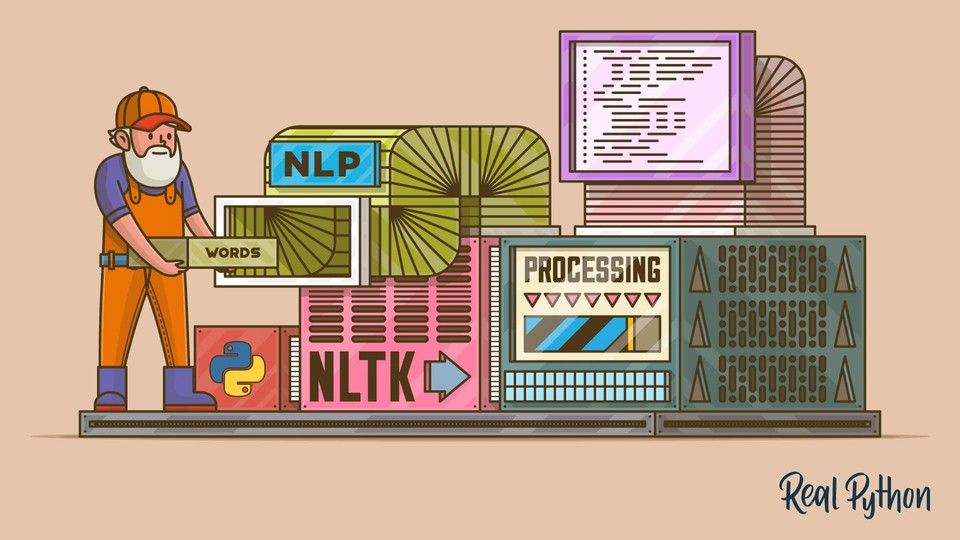 NLP
WORDS
PROCESSING
NLTK
Real Python